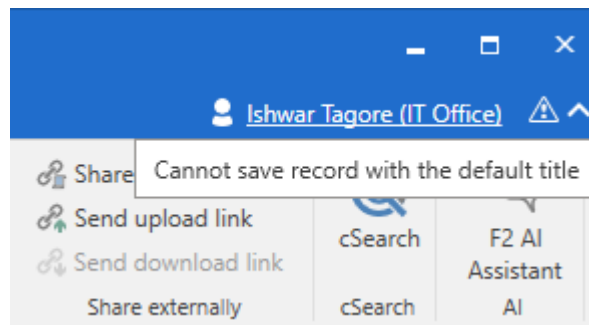 Ishwar Tagore (IT Office)
Share
Cannot save record with the default title
Send upload link
Send download link
Share externally
cSearch
cSearch
F2 AI
Assistant
AI